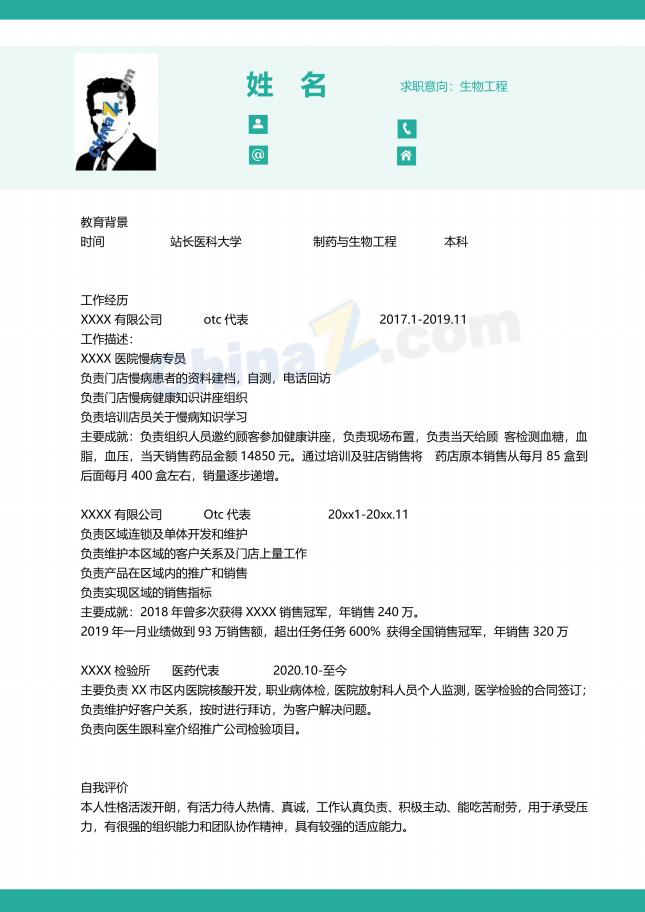 姓 名
求职意向：生物工程
教育背景
时间 站长医科大学 制药与生物工程 本科
工作经历
XXXX 有限公司 otc 代表 2017.1-2019.11
工作描述：
XXXX 医院慢病专员
负责门店慢病患者的资料建档，自测，电话回访
负责门店慢病健康知识讲座组织
负责培训店员关于慢病知识学习
主要成就：负责组织人员邀约顾客参加健康讲座，负责现场布置，负责当天给顾 客检测血糖，血
脂，血压，当天销售药品金额 14850 元。通过培训及驻店销售将 药店原本销售从每月 85 盒到
后面每月 400 盒左右，销量逐步递增。
XXXX 有限公司 Otc 代表 20xx1-20xx.11
负责区域连锁及单体开发和维护
负责维护本区域的客户关系及门店上量工作
负责产品在区域内的推广和销售
负责实现区域的销售指标
主要成就：2018 年曾多次获得 XXXX 销售冠军，年销售 240 万。
2019 年一月业绩做到 93 万销售额，超出任务任务 600% 获得全国销售冠军，年销售 320 万
XXXX 检验所 医药代表 2020.10-至今
主要负责 XX 市区内医院核酸开发，职业病体检，医院放射科人员个人监测，医学检验的合同签订；
负责维护好客户关系，按时进行拜访，为客户解决问题。
负责向医生跟科室介绍推广公司检验项目。
自我评价
本人性格活泼开朗，有活力待人热情、真诚，工作认真负责、积极主动、能吃苦耐劳，用于承受压
力，有很强的组织能力和团队协作精神，具有较强的适应能力。
ChinaZ.com
ChinaZ.com